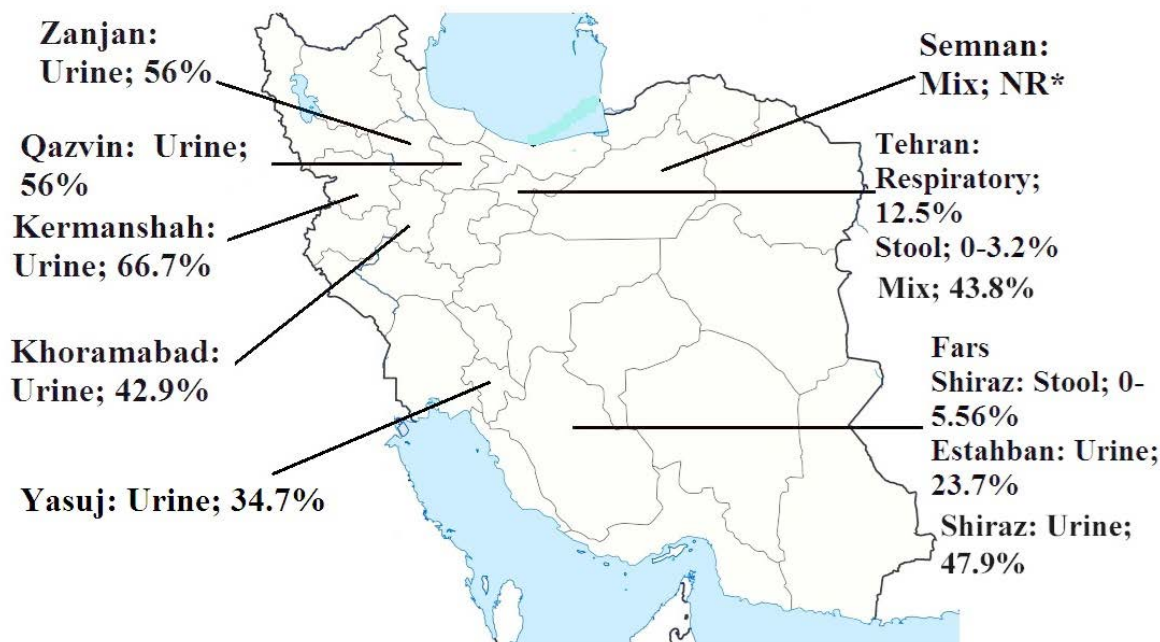 Zanjan:
Urine; 56%
Qazvin: Urine;
56%
Kermanshah:
Urine; 66.7%
Khoramabad:
Urine; 42.9%
Yasuj: Urine; 34.7%
Semnan:
Mix; NR*
Tehran:
Respiratory;
12.5%
Stool; 0-3.2%
Mix; 43.8%
Fars
Shiraz: Stool; 0-
5.56%
Estahban: Urine;
23.7%
Shiraz: Urine;
47.9%